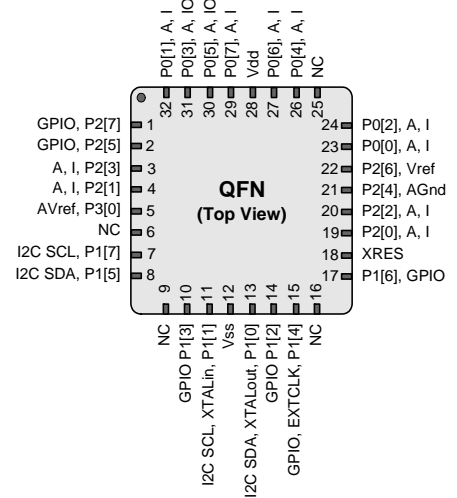 P0[1], A, I
P0[3], A, IO
P0[5], A, IO
P0[7], A, I
Vdd
P0[6], A, I
P0[4], A, I
NC
32
31
30
29
28
27
26
25
GPIO, P2[7] 1
GPIO, P2[5] 2
A, I, P2[3] 3
A, I, P2[1] 4
AVref, P3[0] 5
NC 6
I2C SCL, P1[7] 7
I2C SDA, P1[5] 8
QFN
(Top View)
24 P0[2], A, I
23 P0[0], A, I
22 P2[6], Vref
21 P2[4], AGnd
20 P2[2], A, I
19 P2[0], A, I
18 XRES
17 P1[6], GPIO
9
10
11
12
13
14
15
16
NC
GPIO P1[3]
I2C SCL, XTALin, P1[1]
Vss
I2C SDA, XTALout, P1[0]
GPIO P1[2]
GPIO, EXTCLK, P1[4]
NC